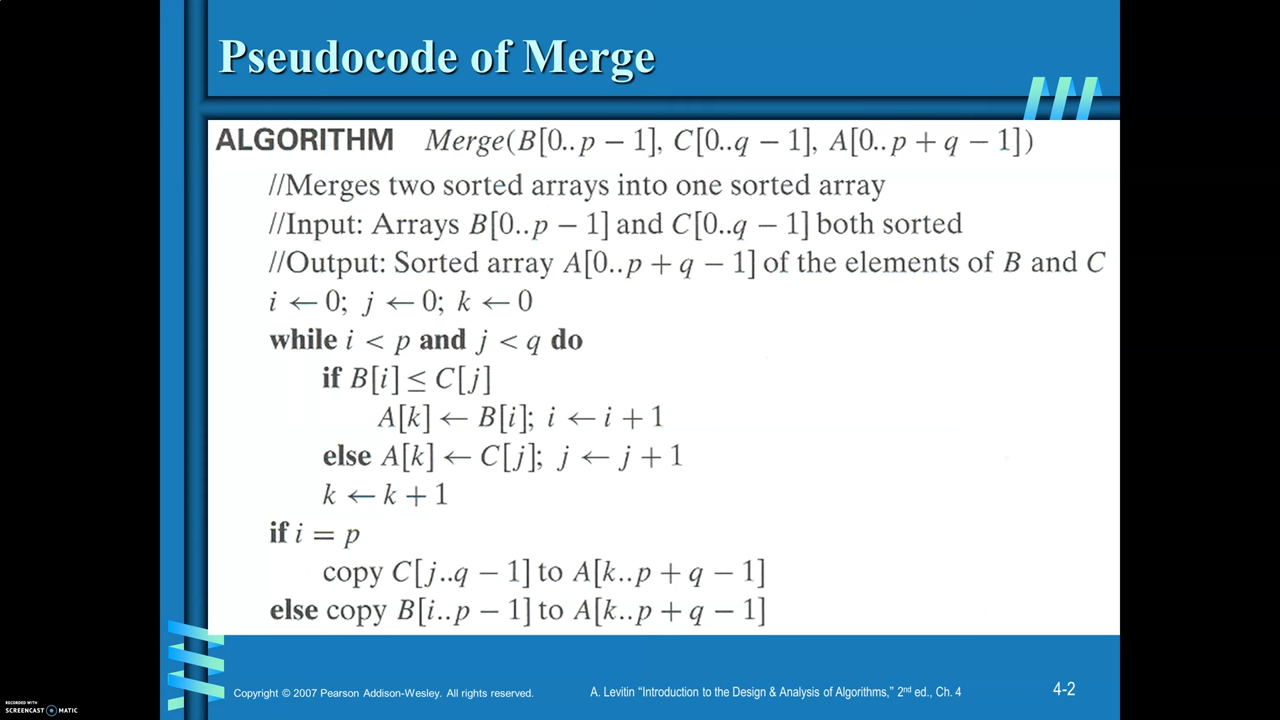 Pseudocode of Merge
ALGORITHM Merge(B[0..p − 1], C[0..q − 1], A[0..p + q − 1])
//Merges two sorted arrays into one sorted array
//Input: Arrays B[0..p − 1] and C[0..q − 1] both sorted
//Output: Sorted array A[0..p + q − 1] of the elements of B and C
i ← 0; j ← 0; k ← 0
while i < p and j < q do
if B[i] ≤ C[j]
A[k] ← B[i]; i ← i + 1
else A[k] ← C[j]; j ← j + 1
k ← k + 1
if i = p
copy C[j..q − 1] to A[k..p + q − 1]
else copy B[i..p − 1] to A[k..p + q − 1]
Copyright © 2007 Pearson Addison-Wesley. All rights reserved.
A. Levitin “Introduction to the Design & Analysis of Algorithms,” 2nd ed., Ch. 4
4-2
RECORDED WITH
SCREENCAST MATIC